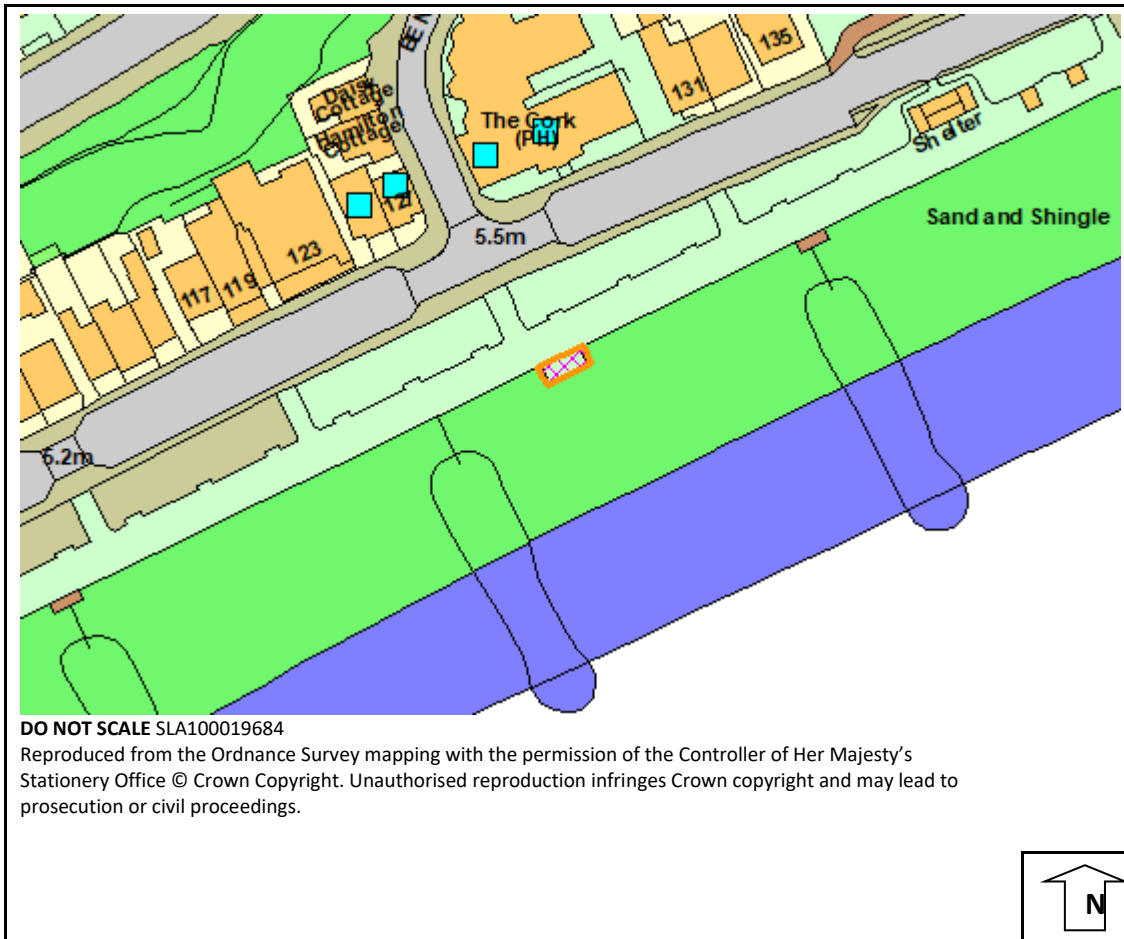 135
131
Daisy
Cottage
Hamilton
Cottage
The Cork
(PH)
Shelter
Sand and Shingle
127
5.5m
123
119
117
5.2m
DO NOT SCALE SLA100019684
Reproduced from the Ordnance Survey mapping with the permission of the Controller of Her Majesty's
Stationery Office © Crown Copyright. Unauthorised reproduction infringes Crown copyright and may lead to
prosecution or civil proceedings.
N